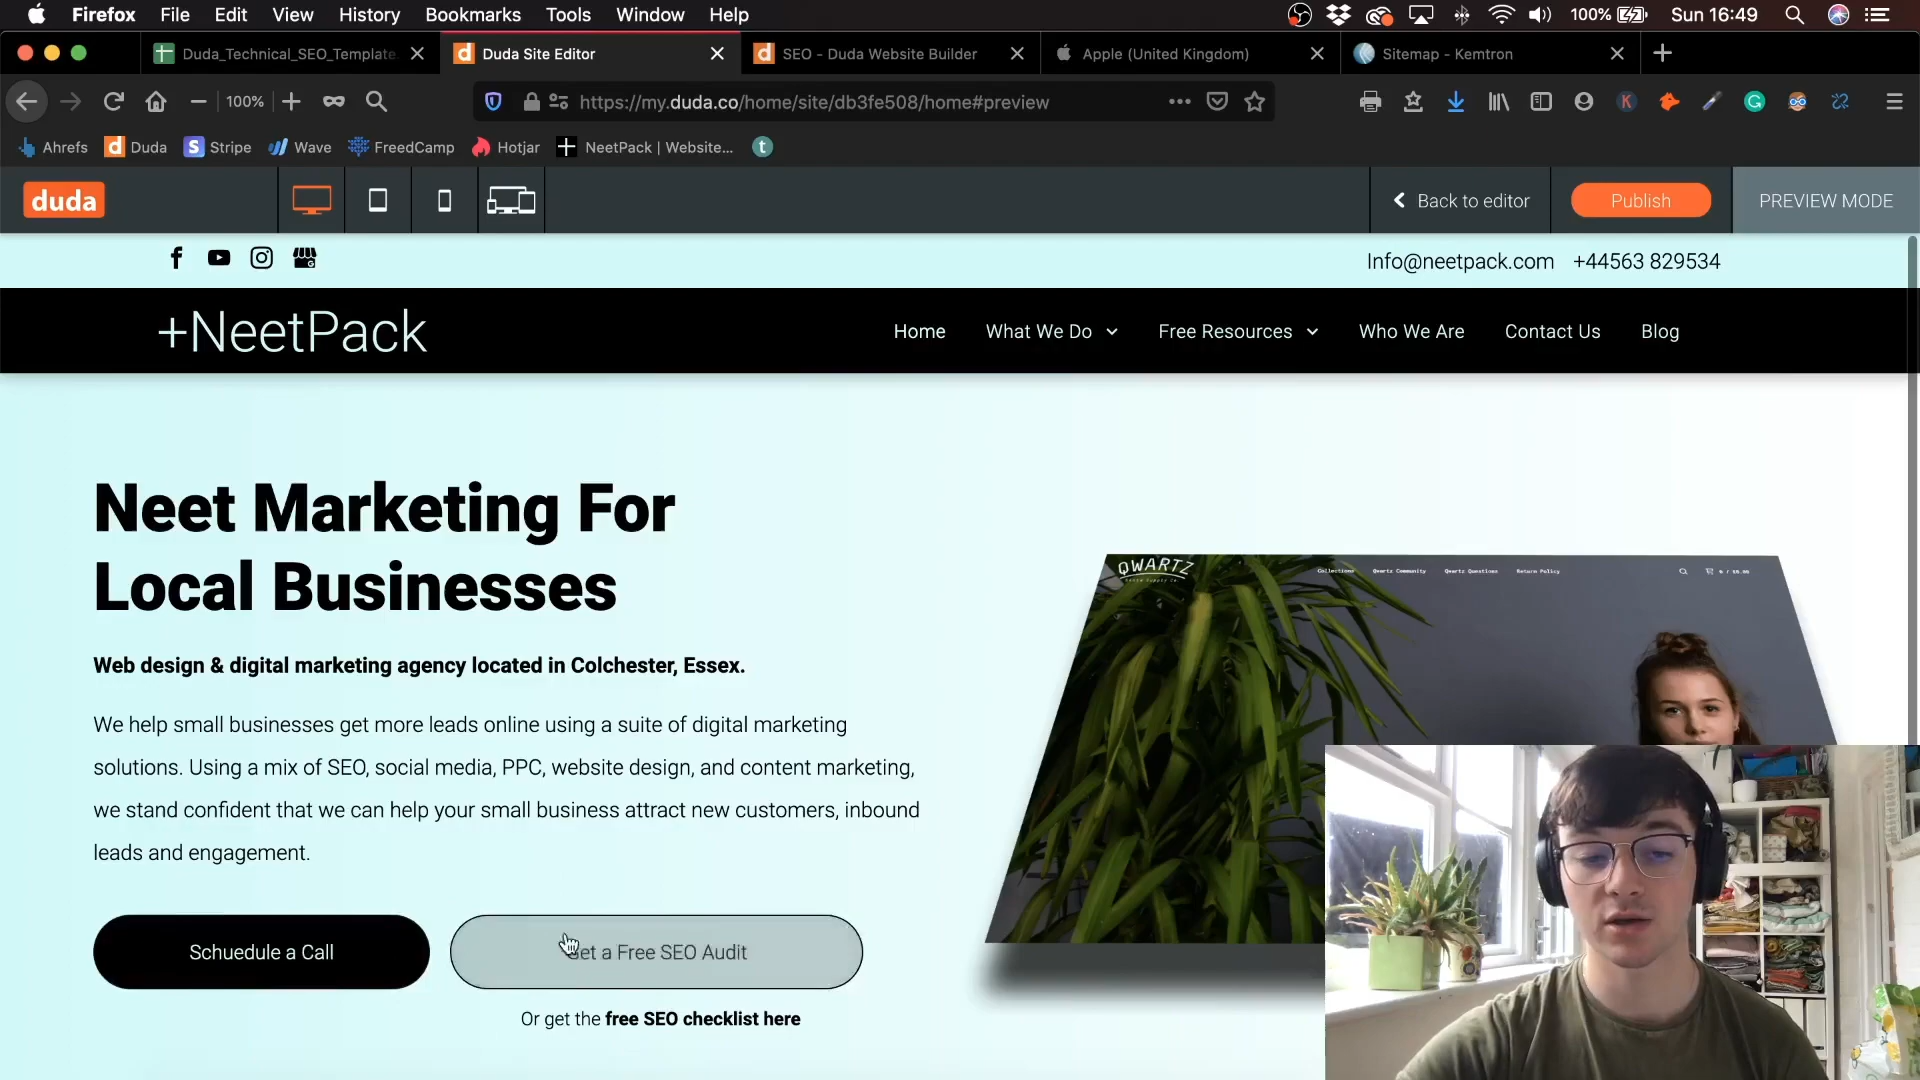 Firefox File Edit View History Bookmarks Tools Window Help 100% Sun 16:49
Duda_Technical_SEO_Template Duda Site Editor SEO - Duda Website Builder Apple (United Kingdom) Sitemap - Kemtron
100% https://my.duda.co/home/site/db3fe508/home#preview
Ahrefs Duda Stripe Wave FreedCamp Hotjar NeetPack | Website...
duda Back to editor Publish PREVIEW MODE
Info@neetpack.com +44563 829534
+NeetPack Home What We Do Free Resources Who We Are Contact Us Blog
Neet Marketing For
Local Businesses
Web design & digital marketing agency located in Colchester, Essex.
We help small businesses get more leads online using a suite of digital marketing
solutions. Using a mix of SEO, social media, PPC, website design, and content marketing,
we stand confident that we can help your small business attract new customers, inbound
leads and engagement.
Schuedule a Call Get a Free SEO Audit
Or get the free SEO checklist here
QWARTZ Collections Qwartz Community Qwartz Questions Return Policy